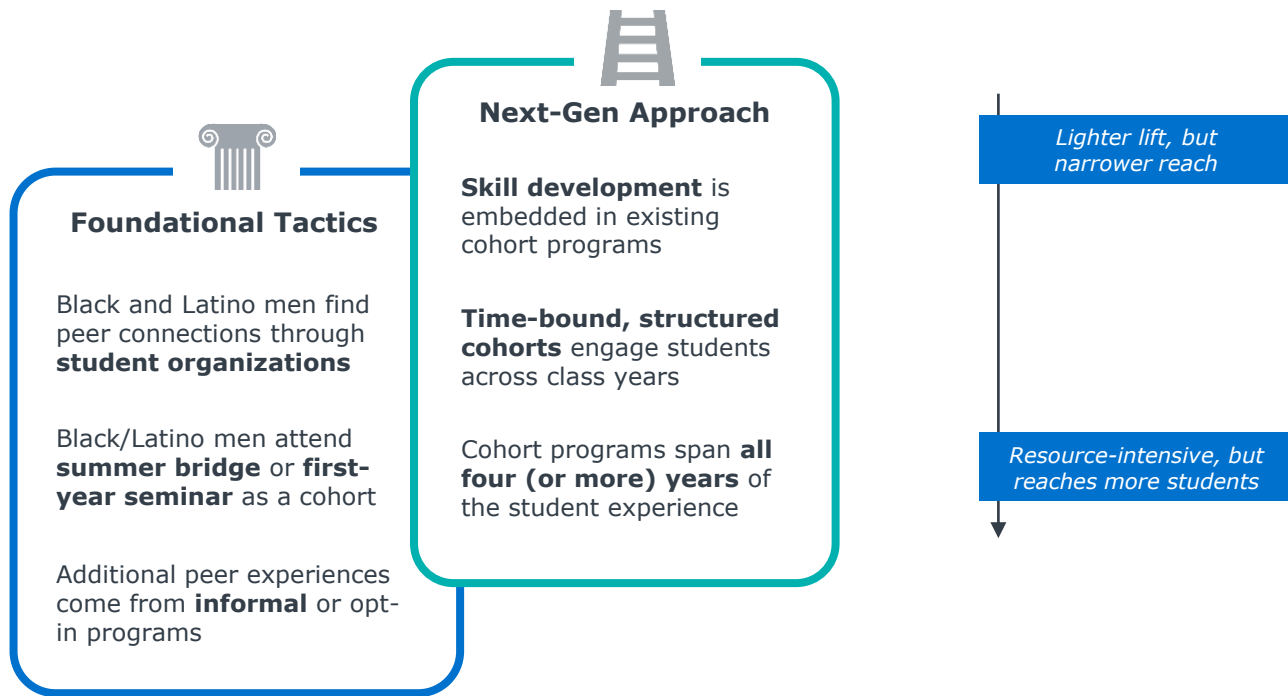 Foundational Tactics
Black and Latino men find
peer connections through
student organizations
Black/Latino men attend
summer bridge or first-
year seminar as a cohort
Additional peer experiences
come from informal or opt-
in programs
Next-Gen Approach
Skill development is
embedded in existing
cohort programs
Time-bound, structured
cohorts engage students
across class years
Cohort programs span all
four (or more) years of
the student experience
Lighter lift, but
narrower reach
Resource-intensive, but
reaches more students